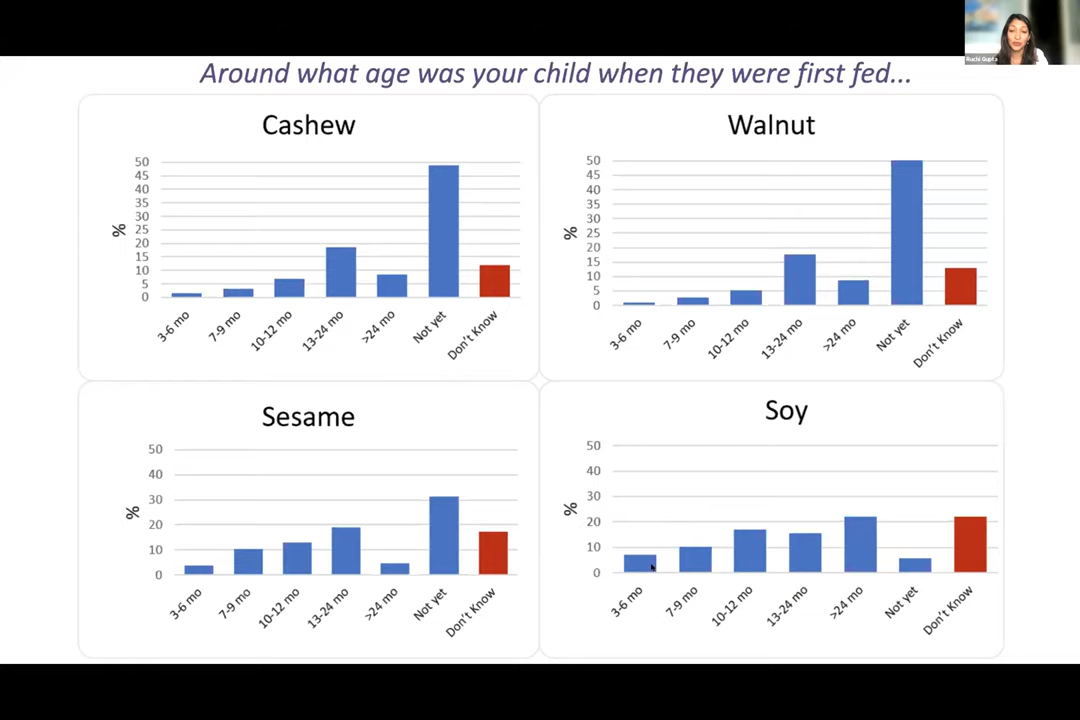 Ruchi Gupta
Around what age was your child when they were first fed...
Cashew
%
50
45
40
35
30
25
20
15
10
5
0
3-6 mo
7-9 mo
10-12 mo
13-24 mo
>24 mo
Not yet
Don't Know
Walnut
%
50
45
40
35
30
25
20
15
10
5
0
3-6 mo
7-9 mo
10-12 mo
13-24 mo
>24 mo
Not yet
Don't Know
Sesame
%
50
40
30
20
10
0
3-6 mo
7-9 mo
10-12 mo
13-24 mo
>24 mo
Not yet
Don't Know
Soy
%
50
40
30
20
10
0
3-6 mo
7-9 mo
10-12 mo
13-24 mo
>24 mo
Not yet
Don't Know